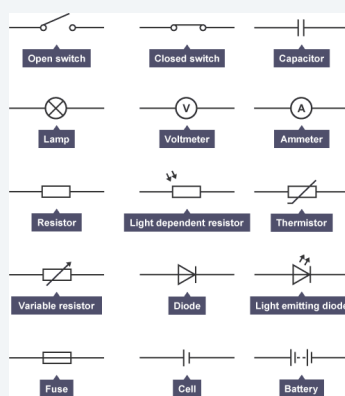 Open switch
Closed switch
Capacitor
V
A
Lamp
Voltmeter
Ammeter
Resistor
Light dependent resistor
Thermistor
Variable resistor
Diode
Light emitting diode
Fuse
Cell
Battery